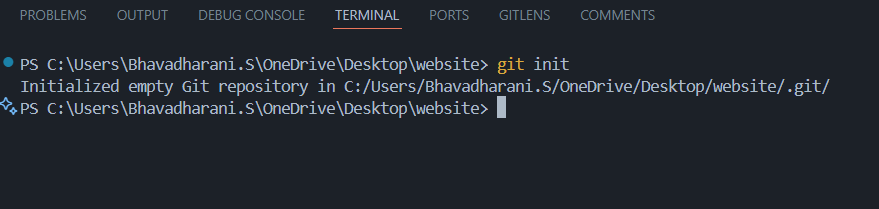 PROBLEMS OUTPUT DEBUG CONSOLE TERMINAL PORTS GITLENS COMMENTS
PS C:\Users\Bhavadharani.S\OneDrive\Desktop\website> git init
Initialized empty Git repository in C:/Users/Bhavadharani.S/OneDrive/Desktop/website/.git/
PS C:\Users\Bhavadharani.S\OneDrive\Desktop\website>